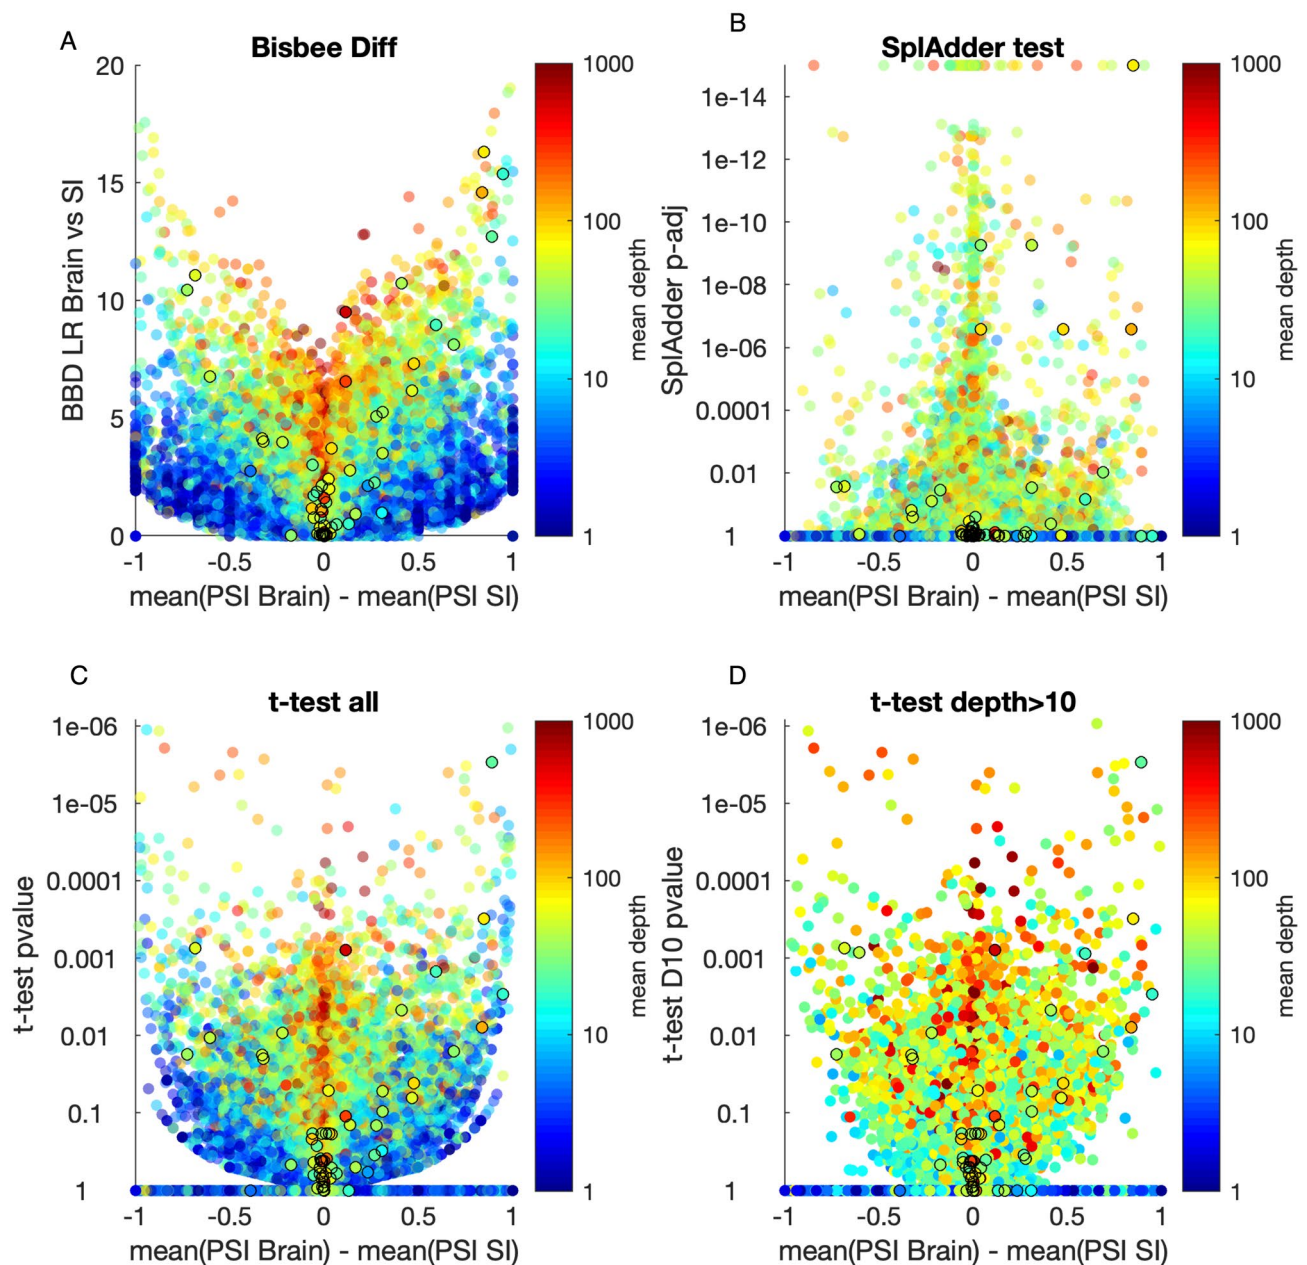 A
Bisbee Diff
BBD LR Brain vs SI
20
15
10
5
0
-1 -0.5 0 0.5 1
mean(PSI Brain) - mean(PSI SI)
1000
100
10
1
mean depth
B
SplAdder test
SplAdder p-adj
1e-14
1e-12
1e-10
1e-08
1e-06
0.0001
0.01
1
-1 -0.5 0 0.5 1
mean(PSI Brain) - mean(PSI SI)
1000
100
10
1
mean depth
C
t-test all
t-test pvalue
1e-06
1e-05
0.0001
0.001
0.01
0.1
1
-1 -0.5 0 0.5 1
mean(PSI Brain) - mean(PSI SI)
1000
100
10
1
mean depth
D
t-test depth>10
t-test D10 pvalue
1e-06
1e-05
0.0001
0.001
0.01
0.1
1
-1 -0.5 0 0.5 1
mean(PSI Brain) - mean(PSI SI)
1000
100
10
1
mean depth